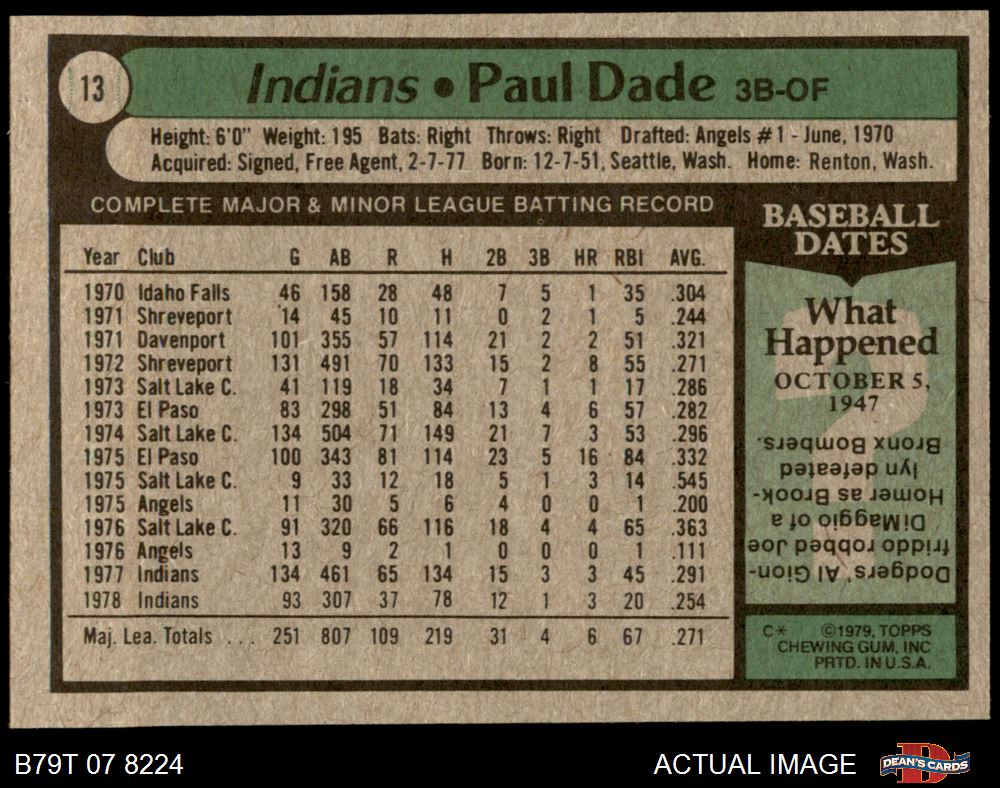 13
Indians • Paul Dade 3B-OF
Height: 6'0" Weight: 195 Bats: Right Throws: Right Drafted: Angels #1 - June, 1970
Acquired: Signed, Free Agent, 2-7-77 Born: 12-7-51, Seattle, Wash. Home: Renton, Wash.
COMPLETE MAJOR & MINOR LEAGUE BATTING RECORD
Year Club G AB R H 2B 3B HR RBI AVG.
1970 Idaho Falls 46 158 28 48 7 5 1 35 .304
1971 Shreveport 14 45 10 11 0 2 1 5 .244
1971 Davenport 101 355 57 114 21 2 2 51 .321
1972 Shreveport 131 491 70 133 15 2 8 55 .271
1973 Salt Lake C. 41 119 18 34 7 1 1 17 .286
1973 El Paso 83 298 51 84 13 4 6 57 .282
1974 Salt Lake C. 134 504 71 149 21 7 3 53 .296
1975 El Paso 100 343 81 114 23 5 16 84 .332
1975 Salt Lake C. 9 33 12 18 5 1 3 14 .545
1975 Angels 11 30 5 6 4 0 0 1 .200
1976 Salt Lake C. 91 320 66 116 18 4 4 65 .363
1976 Angels 13 9 2 1 0 0 0 1 .111
1977 Indians 134 461 65 134 15 3 3 45 .291
1978 Indians 93 307 37 78 12 1 3 20 .254
Maj. Lea. Totals ... 251 807 109 219 31 4 6 67 .271
BASEBALL
DATES
What
Happened
OCTOBER 5,
1947
Dodgers' Al Gion-
friddo robbed Joe
DiMaggio of a
Homer as Brook-
lyn defeated
Bronx Bombers.
C* ©1979, TOPPS
CHEWING GUM, INC
PRTD. IN U.S.A.
B79T 07 8224
ACTUAL IMAGE
DEAN'S CARDS